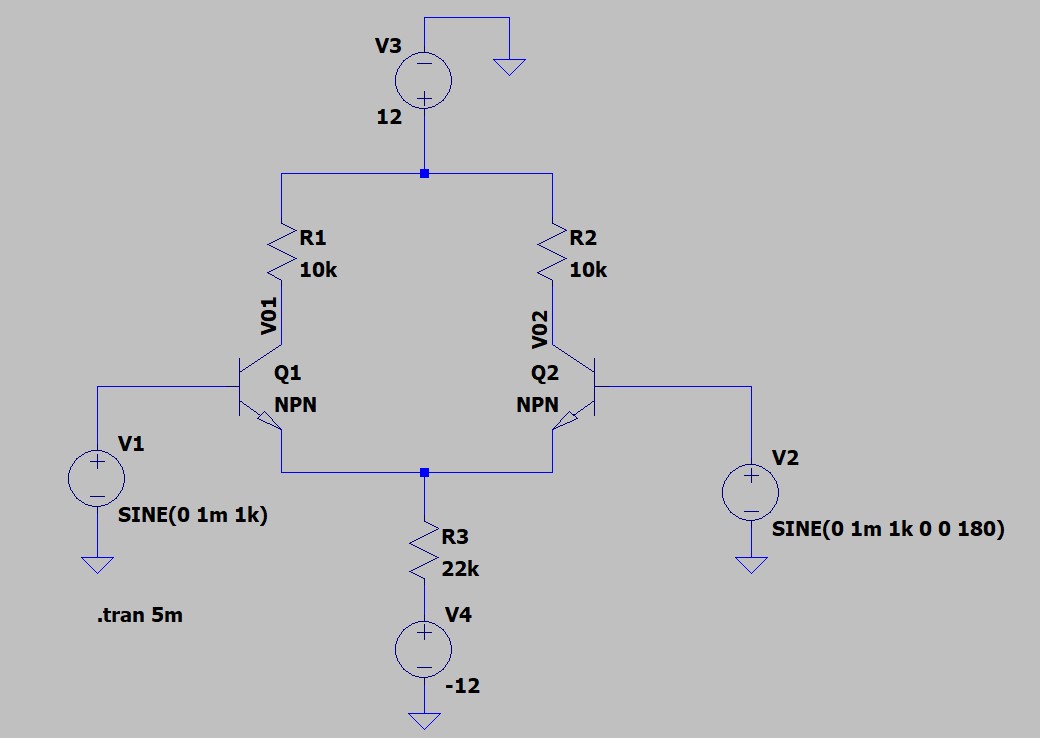 V3
12
R1
10k
R2
10k
V01
V02
Q1
NPN
Q2
NPN
V1
SINE(0 1m 1k)
V2
SINE(0 1m 1k 0 0 180)
R3
22k
V4
-12
.tran 5m